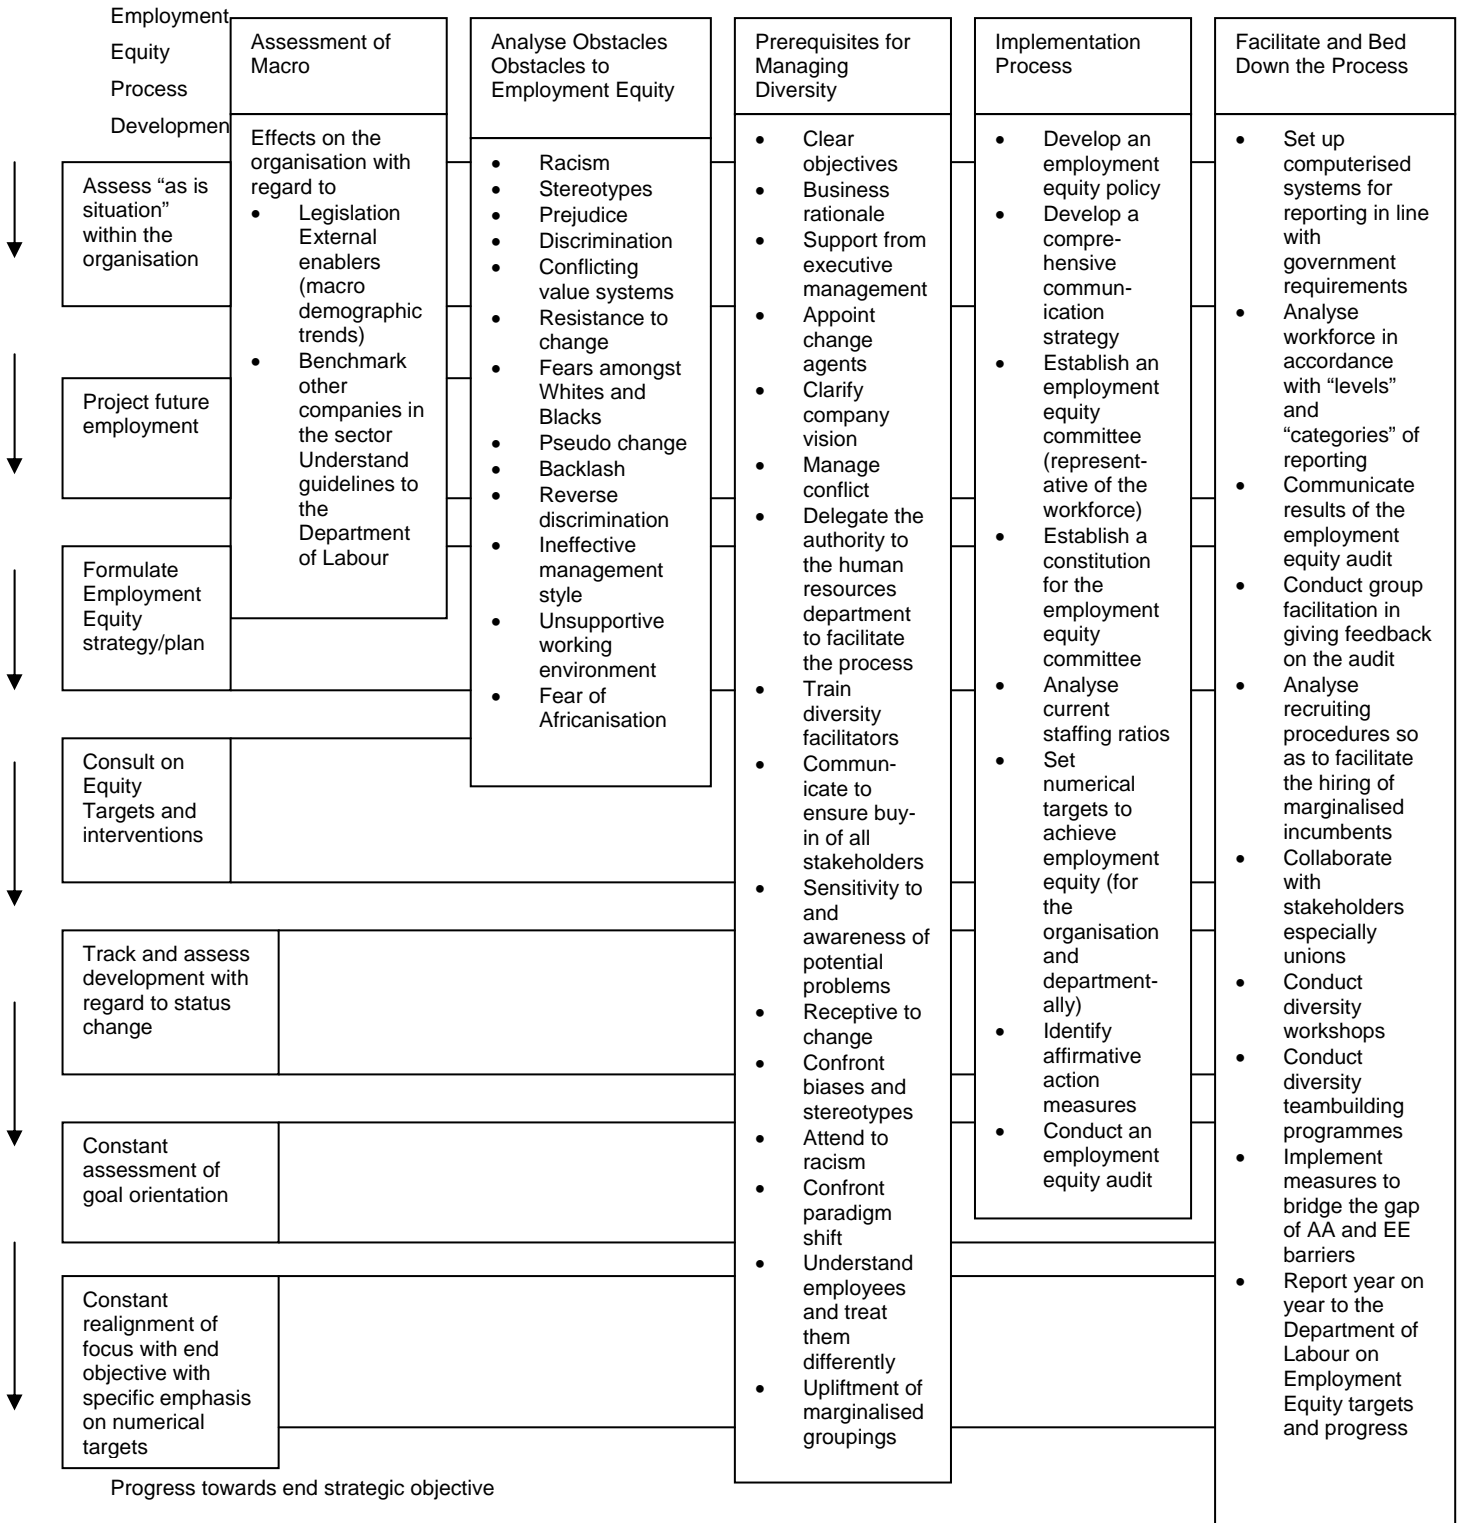 Employment
Equity
Process
Developmen
Assess “as is
situation”
within the
organisation
Project future
employment
Formulate
Employment
Equity
strategy/plan
Consult on
Equity
Targets and
interventions
Track and assess
development with
regard to status
change
Constant
assessment of
goal orientation
Constant
realignment of
focus with end
objective with
specific emphasis
on numerical
targets
Progress towards end strategic objective
Assessment of
Macro
Effects on the
organisation with
regard to
• Legislation
External
enablers
(macro
demographic
trends)
• Benchmark
other
companies in
the sector
Understand
guidelines to
the
Department
of Labour
Analyse Obstacles
Obstacles to
Employment Equity
• Racism
• Stereotypes
• Prejudice
• Discrimination
• Conflicting
value systems
• Resistance to
change
• Fears amongst
Whites and
Blacks
• Pseudo change
• Backlash
• Reverse
discrimination
• Ineffective
management
style
• Unsupportive
working
environment
• Fear of
Africanisation
Prerequisites for
Managing
Diversity
• Clear
objectives
• Business
rationale
• Support from
executive
management
• Appoint
change
agents
• Clarify
company
vision
• Manage
conflict
• Delegate the
authority to
the human
resources
department
to facilitate
the process
• Train
diversity
facilitators
• Commun-
icate to
ensure buy-
in of all
stakeholders
• Sensitivity to
and
awareness of
potential
problems
• Receptive to
change
• Confront
biases and
stereotypes
• Attend to
racism
• Confront
paradigm
shift
• Understand
employees
and treat
them
differently
• Upliftment of
marginalised
groupings
Implementation
Process
• Develop an
employment
equity policy
• Develop a
compre-
hensive
commun-
ication
strategy
• Establish an
employment
equity
committee
(represent-
ative of the
workforce)
• Establish a
constitution
for the
employment
equity
committee
• Analyse
current
staffing ratios
• Set
numerical
targets to
achieve
employment
equity (for
the
organisation
and
department-
ally)
• Identify
affirmative
action
measures
• Conduct an
employment
equity audit
Facilitate and Bed
Down the Process
• Set up
computerised
systems for
reporting in line
with
government
requirements
• Analyse
workforce in
accordance
with “levels”
and
“categories” of
reporting
• Communicate
results of the
employment
equity audit
• Conduct group
facilitation in
giving feedback
on the audit
• Analyse
recruiting
procedures so
as to facilitate
the hiring of
marginalised
incumbents
• Collaborate
with
stakeholders
especially
unions
• Conduct
diversity
workshops
• Conduct
diversity
teambuilding
programmes
• Implement
measures to
bridge the gap
of AA and EE
barriers
• Report year on
year to the
Department of
Labour on
Employment
Equity targets
and progress